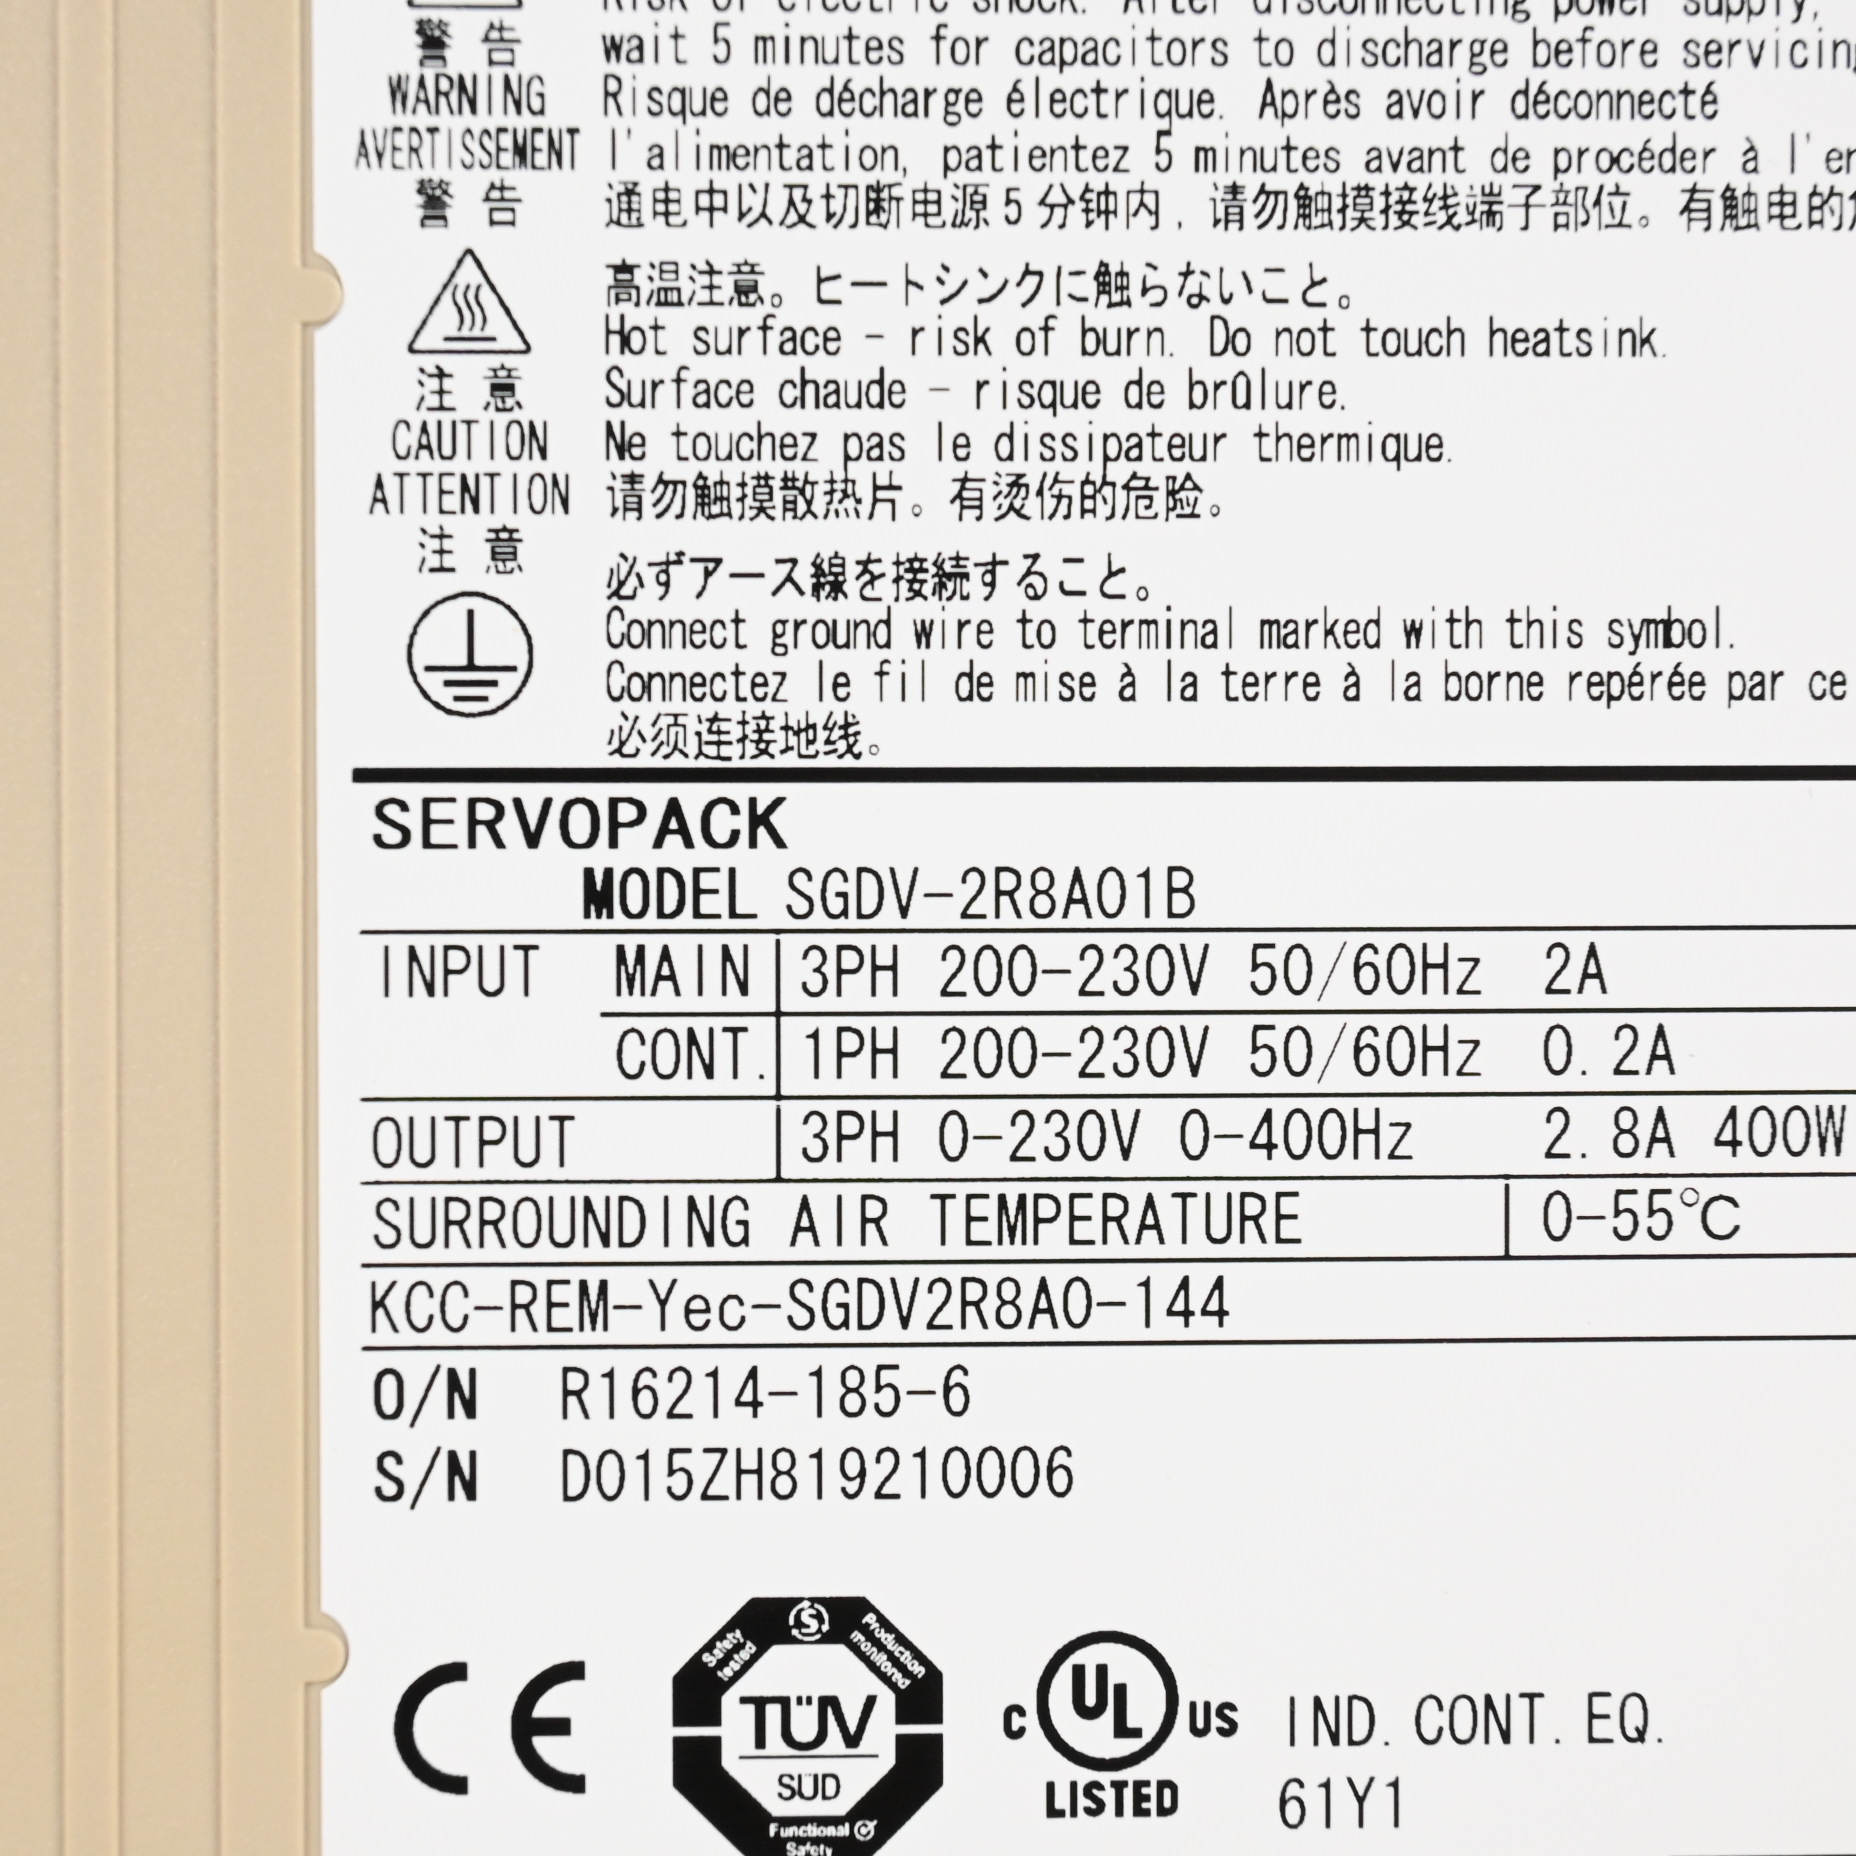 Risk of electric shock. After disconnecting power supply,
警告 wait 5 minutes for capacitors to discharge before servicing
WARNING Risque de décharge électrique. Après avoir déconnecté
AVERTISSEMENT l'alimentation, patientez 5 minutes avant de procéder à l'
警告 通电中以及切断电源5分钟内，请勿触摸接线端子部位。有触电的
高温注意。ヒートシンクに触らないこと。
Hot surface - risk of burn. Do not touch heatsink.
注意 Surface chaude - risque de brûlure.
CAUTION Ne touchez pas le dissipateur thermique.
ATTENTION 请勿触摸散热片。有烫伤的危险。
注意
必ずアース線を接続すること。
Connect ground wire to terminal marked with this symbol.
Connectez le fil de mise à la terre à la borne repérée par ce
必须连接地线。
SERVOPACK
MODEL SGDV-2R8A01B
INPUT MAIN 3PH 200-230V 50/60Hz 2A
CONT. 1PH 200-230V 50/60Hz 0.2A
OUTPUT 3PH 0-230V 0-400Hz 2.8A 400W
SURROUNDING AIR TEMPERATURE 0-55℃
KCC-REM-Yec-SGDV2R8A0-144
O/N R16214-185-6
S/N D015ZH819210006
S
Safety tested
Production monitored
CE
TÜV
SÜD
Functional Safety
C UL US
LISTED
IND. CONT. EQ.
61Y1